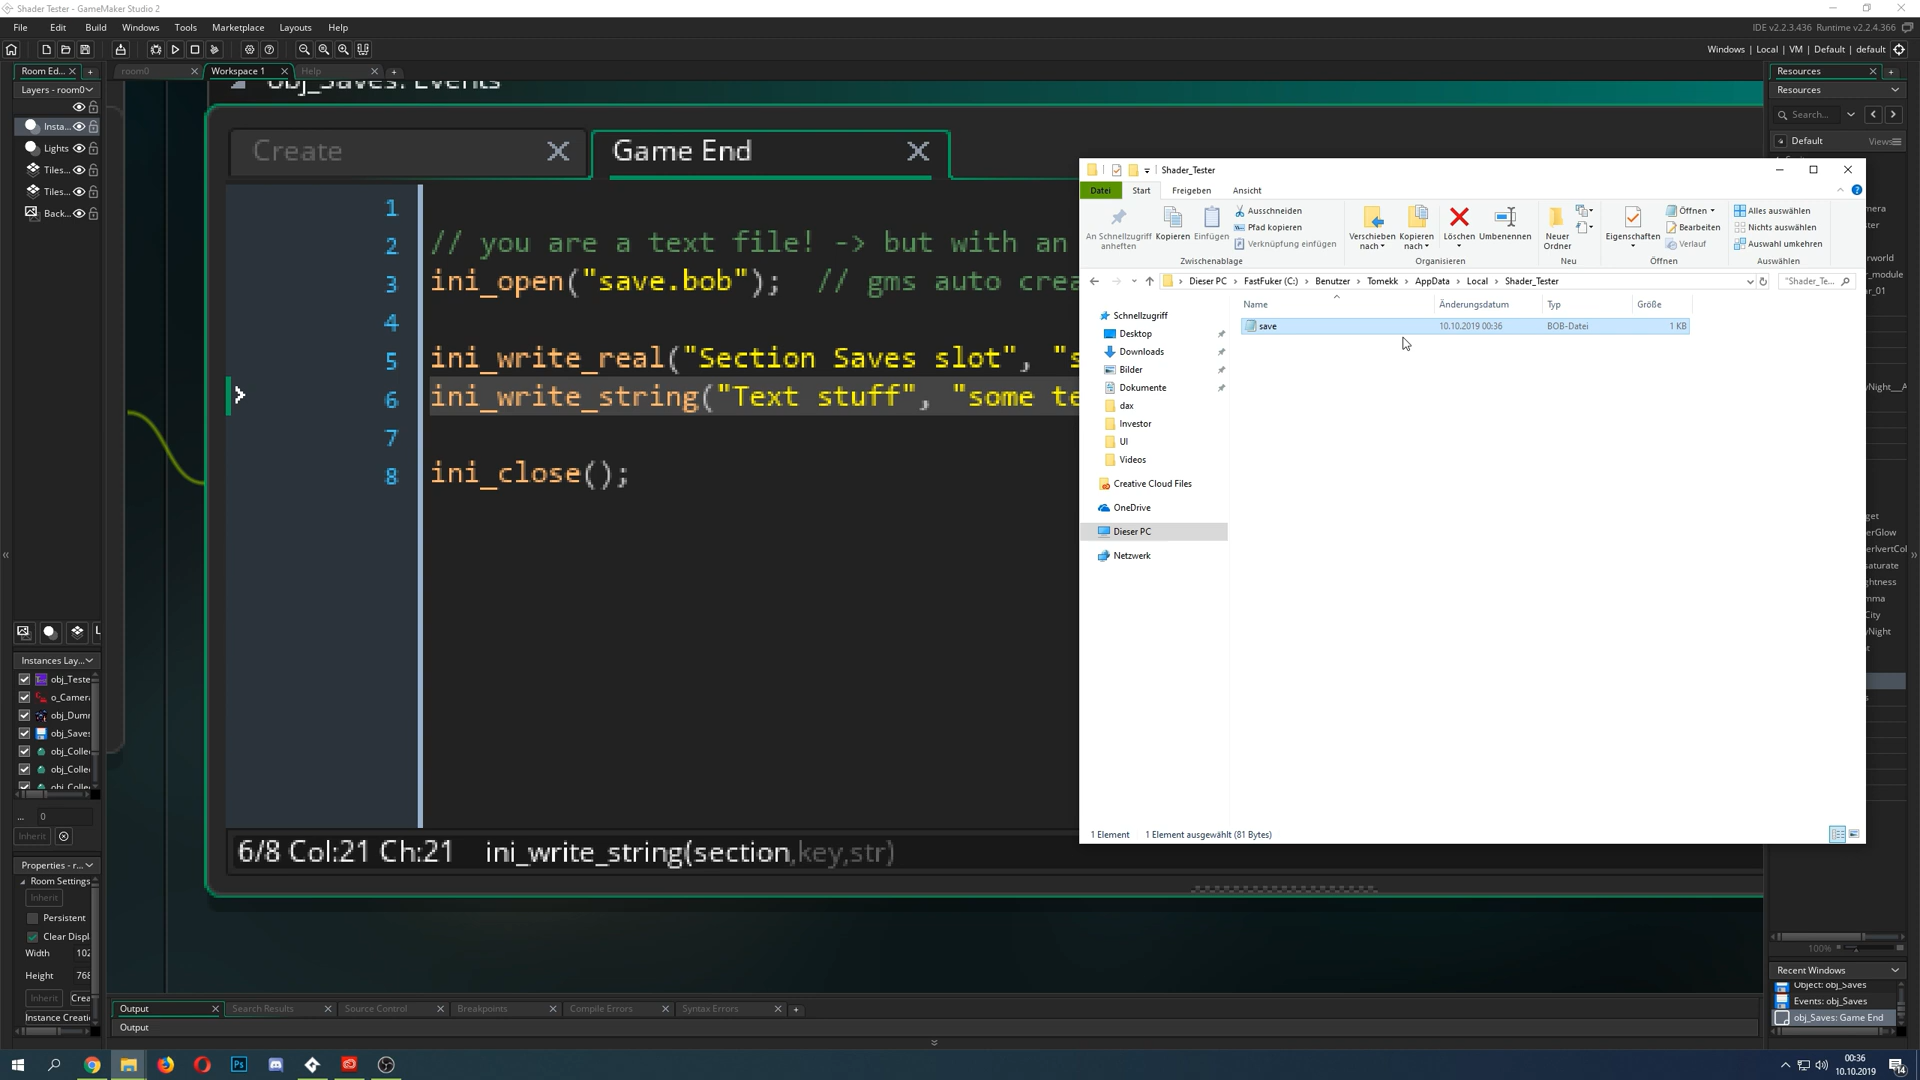 Shader Tester - GameMaker Studio 2
File Edit Build Windows Tools Marketplace Layouts Help
IDE v2.2.3.436 Runtime v2.2.4.366
Windows | Local | VM | Default | default
Room Ed...
room0
Workspace 1
Help
Layers - room0
Insta...
Lights
Tiles...
Tiles...
Back...
obj_Saves: Events
Create
Game End
1
2 // you are a text file! -> but with an
3 ini_open("save.bob"); // gms auto crea
4
5 ini_write_real("Section Saves slot", "s
6 ini_write_string("Text stuff", "some te
7
8 ini_close();
6/8 Col:21 Ch:21 ini_write_string(section,key,str)
Instances Lay...
obj_Teste
o_Camera
obj_Dum
obj_Saves
obj_Colle
obj_Colle
obj_Colle
... 0
Inherit
Properties - r...
Room Settings
Inherit
Persistent
Clear Displ
Width 102
Height 768
Inherit Crea
Instance Creati
Output
Search Results
Source Control
Breakpoints
Compile Errors
Syntax Errors
Output
Shader_Tester
Datei Start Freigeben Ansicht
An Schnellzugriff anheften
Kopieren
Einfügen
Ausschneiden
Pfad kopieren
Verknüpfung einfügen
Zwischenablage
Verschieben nach
Kopieren nach
Löschen
Umbenennen
Organisieren
Neuer Ordner
Neu
Eigenschaften
Öffnen
Bearbeiten
Verlauf
Öffnen
Alles auswählen
Nichts auswählen
Auswahl umkehren
Auswählen
Dieser PC FastFuker (C:) Benutzer Tomekk AppData Local Shader_Tester
"Shader_Te...
Name Änderungsdatum Typ Größe
save 10.10.2019 00:36 BOB-Datei 1 KB
Schnellzugriff
Desktop
Downloads
Bilder
Dokumente
dax
Investor
UI
Videos
Creative Cloud Files
OneDrive
Dieser PC
Netzwerk
1 Element 1 Element ausgewählt (81 Bytes)
Resources
Resources
Search...
Default
Views
100%
Recent Windows
Object: obj_Saves
Events: obj_Saves
obj_Saves: Game End
00:36
10.10.2019
14